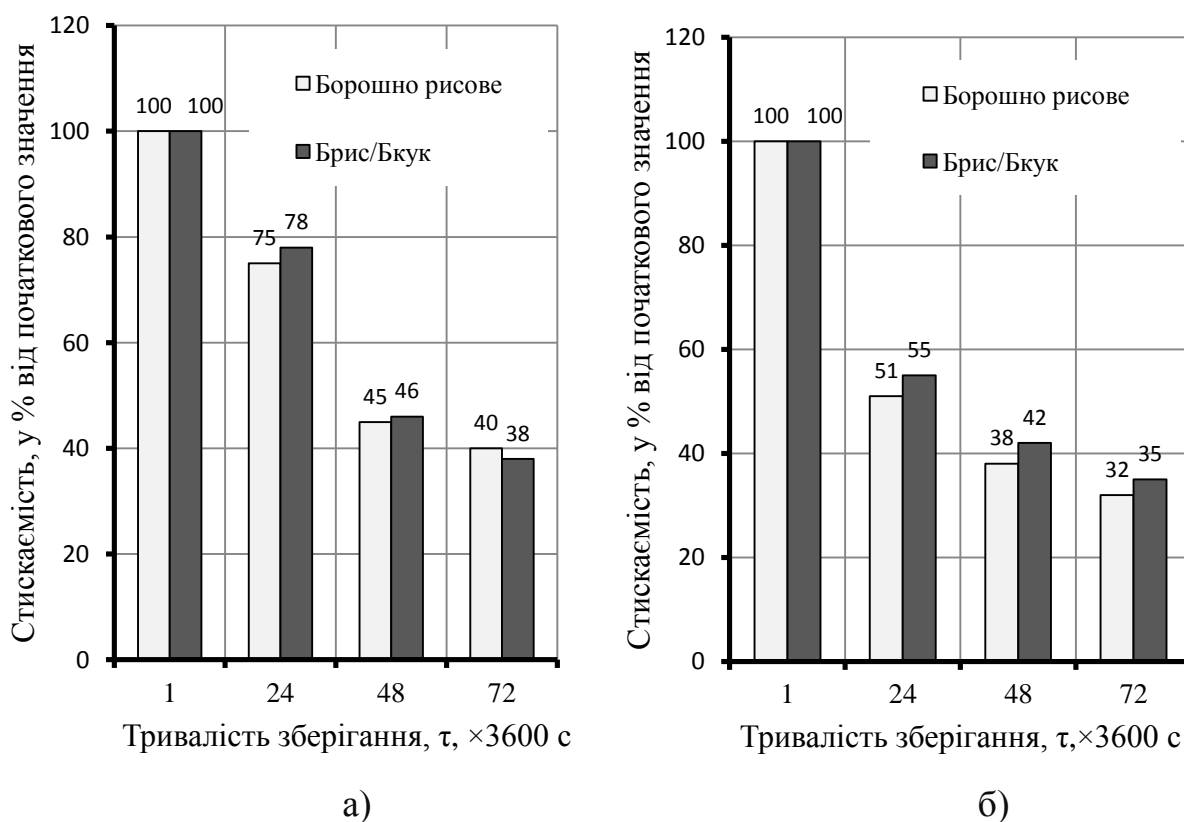 Стискаємість, у % від початкового значення
120
100
80
60
40
20
0
Борошно рисове
Брис/Бкук
100 100
75 78
45 46
40 38
1 24 48 72
Тривалість зберігання, τ, ×3600 с
а)
Стискаємість, у % від початкового значення
120
100
80
60
40
20
0
Борошно рисове
Брис/Бкук
100 100
51 55
38 42
32 35
1 24 48 72
Тривалість зберігання, τ,×3600 с
б)